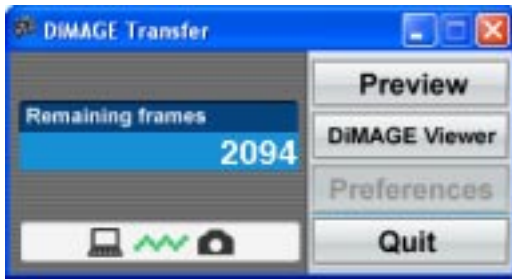 DiMAGE Transfer
Remaining frames
2094
Preview
DiMAGE Viewer
Preferences
Quit